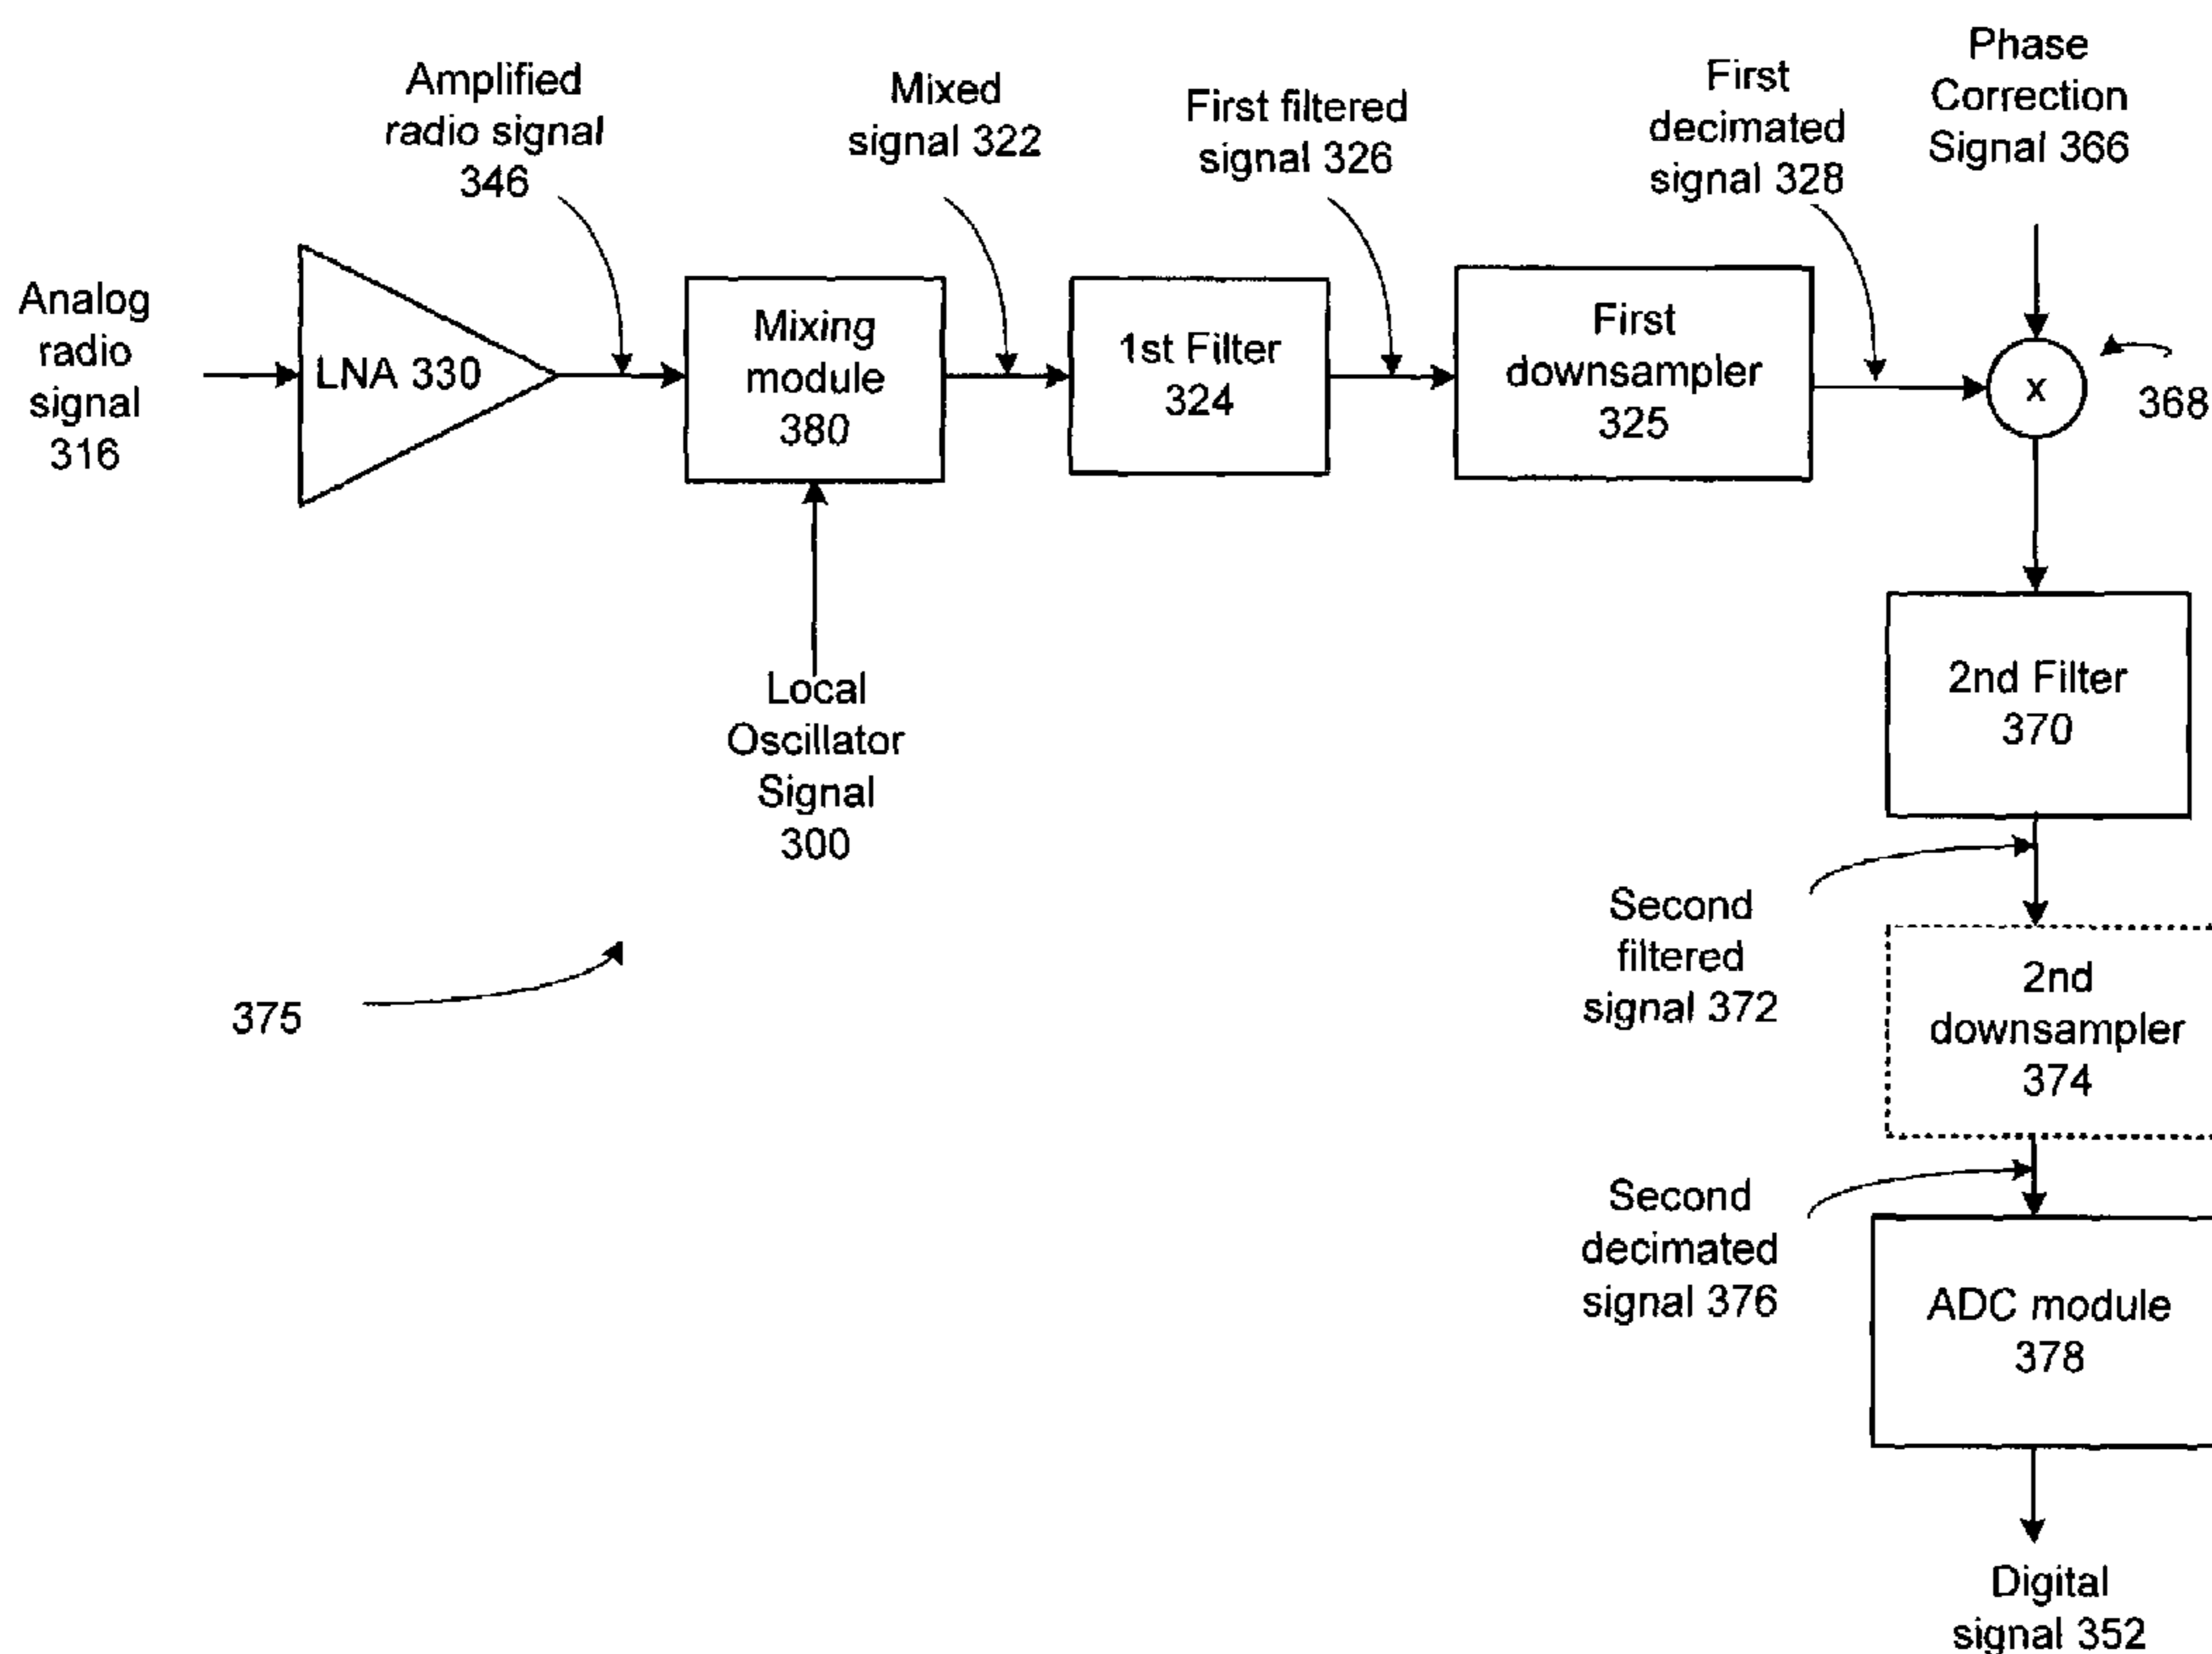 Amplified
radio signal
346
Mixed
signal 322
First filtered
signal 326
First
decimated
signal 328
Phase
Correction
Signal 366
Analog
radio
signal
316
LNA 330
Mixing
module
380
1st Filter
324
First
downsampler
325
x
368
Local
Oscillator
Signal
300
2nd Filter
370
Second
filtered
signal 372
2nd
downsampler
374
375
Second
decimated
signal 376
ADC module
378
Digital
signal 352